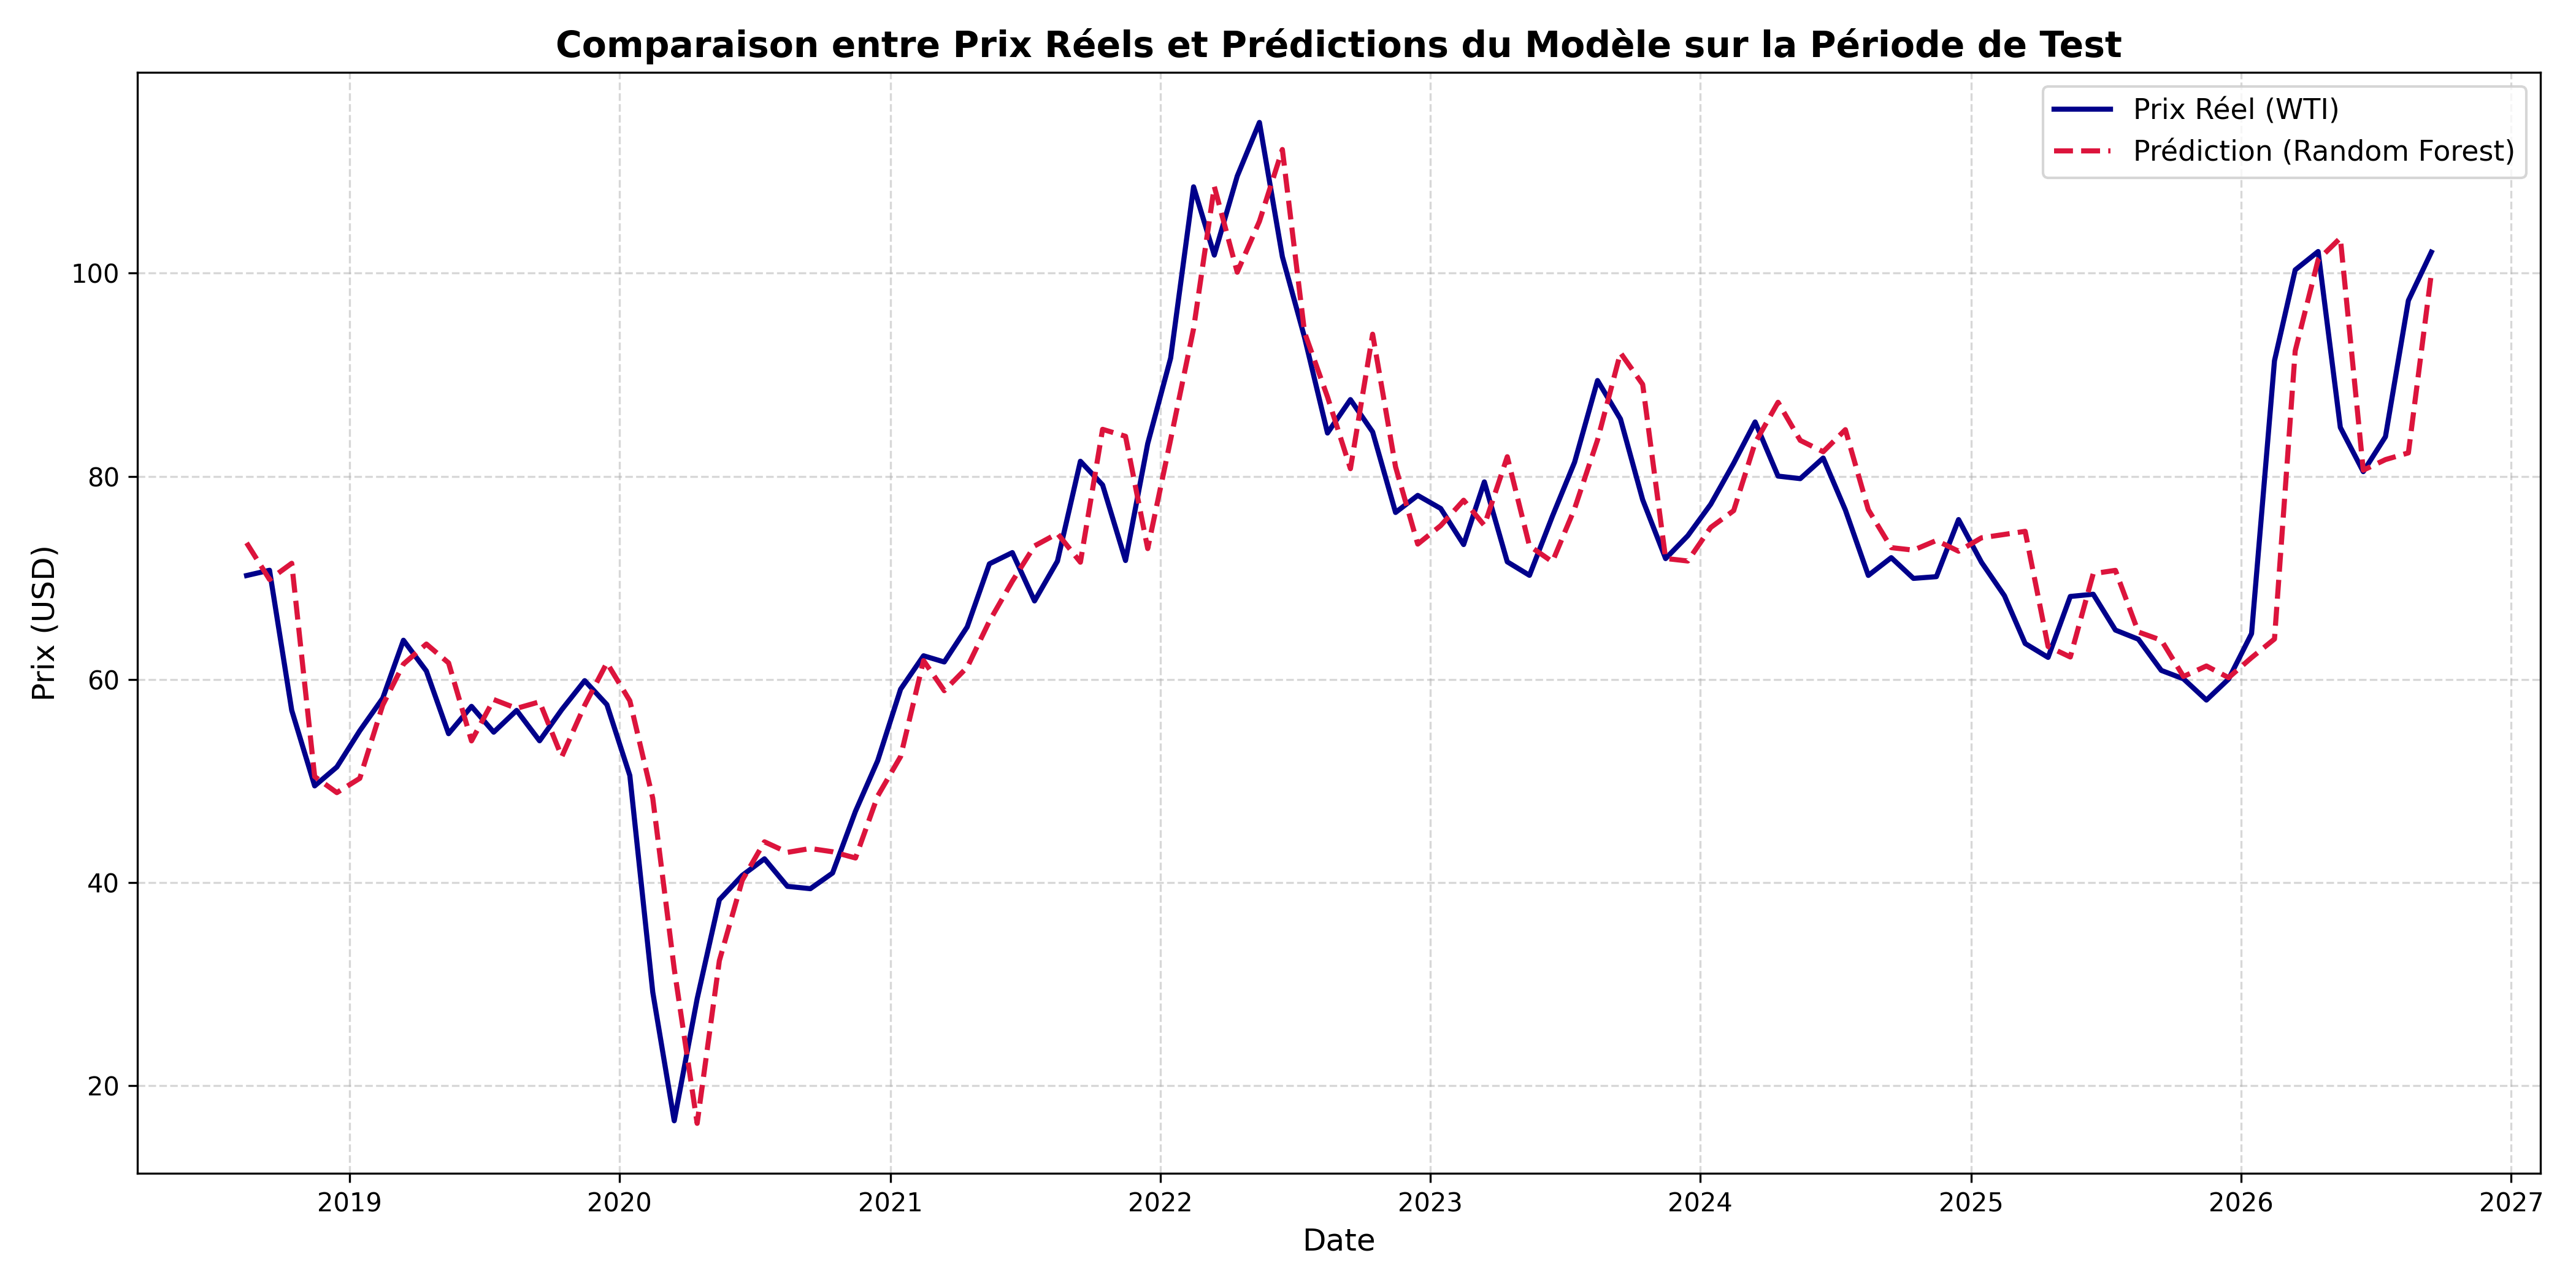 Comparaison entre Prix Réels et Prédictions du Modèle sur la Période de Test
Prix Réel (WTI)
Prédiction (Random Forest)
Prix (USD)
100
80
60
40
20
2019 2020 2021 2022 2023 2024 2025 2026 2027
Date